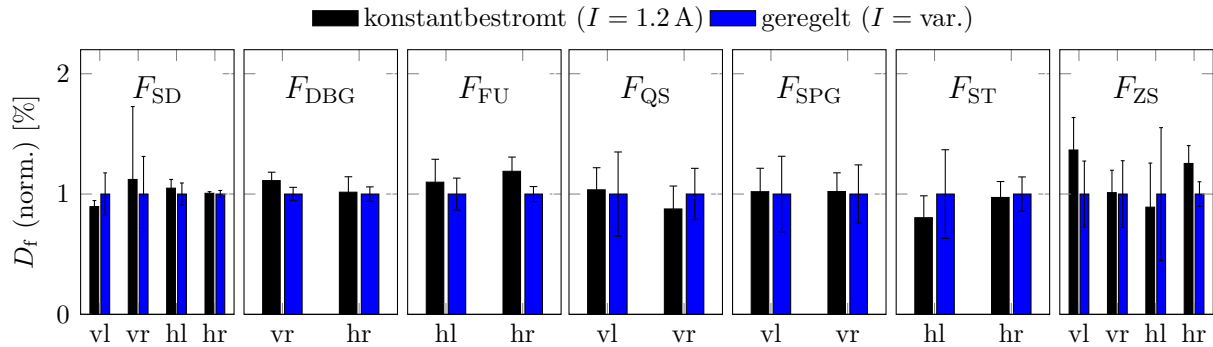 konstantbestromt (I = 1.2 A) geregelt (I = var.)
D_f (norm.) [%]
2
1
0
F_SD F_DBG F_FU F_QS F_SPG F_ST F_ZS
vl vr hl hr vr hr hl hr vl vr vl vr hl hr vl vr hl hr